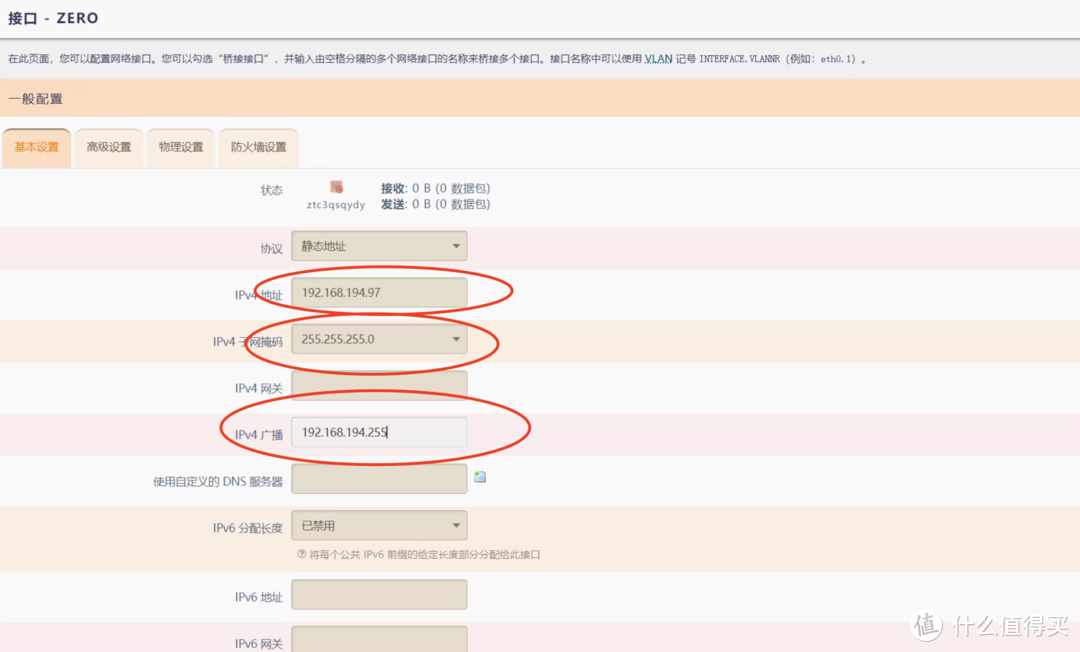 接口 - ZERO
在此页面，您可以配置网络接口。您可以勾选“桥接接口”，并输入由空格分隔的多个网络接口的名称来桥接多个接口。接口名称中可以使用 VLAN 记号 INTERFACE.VLANNR（例如：eth0.1）。
一般配置
基本设置 高级设置 物理设置 防火墙设置
状态 接收: 0 B (0 数据包)
ztc3qsqydy 发送: 0 B (0 数据包)
协议 静态地址
IPv4 地址 192.168.194.97
IPv4 子网掩码 255.255.255.0
IPv4 网关
IPv4 广播 192.168.194.255
使用自定义的 DNS 服务器
IPv6 分配长度 已禁用
将每个公共 IPv6 前缀的给定长度部分分配给此接口
IPv6 地址
IPv6 网关
值 什么值得买